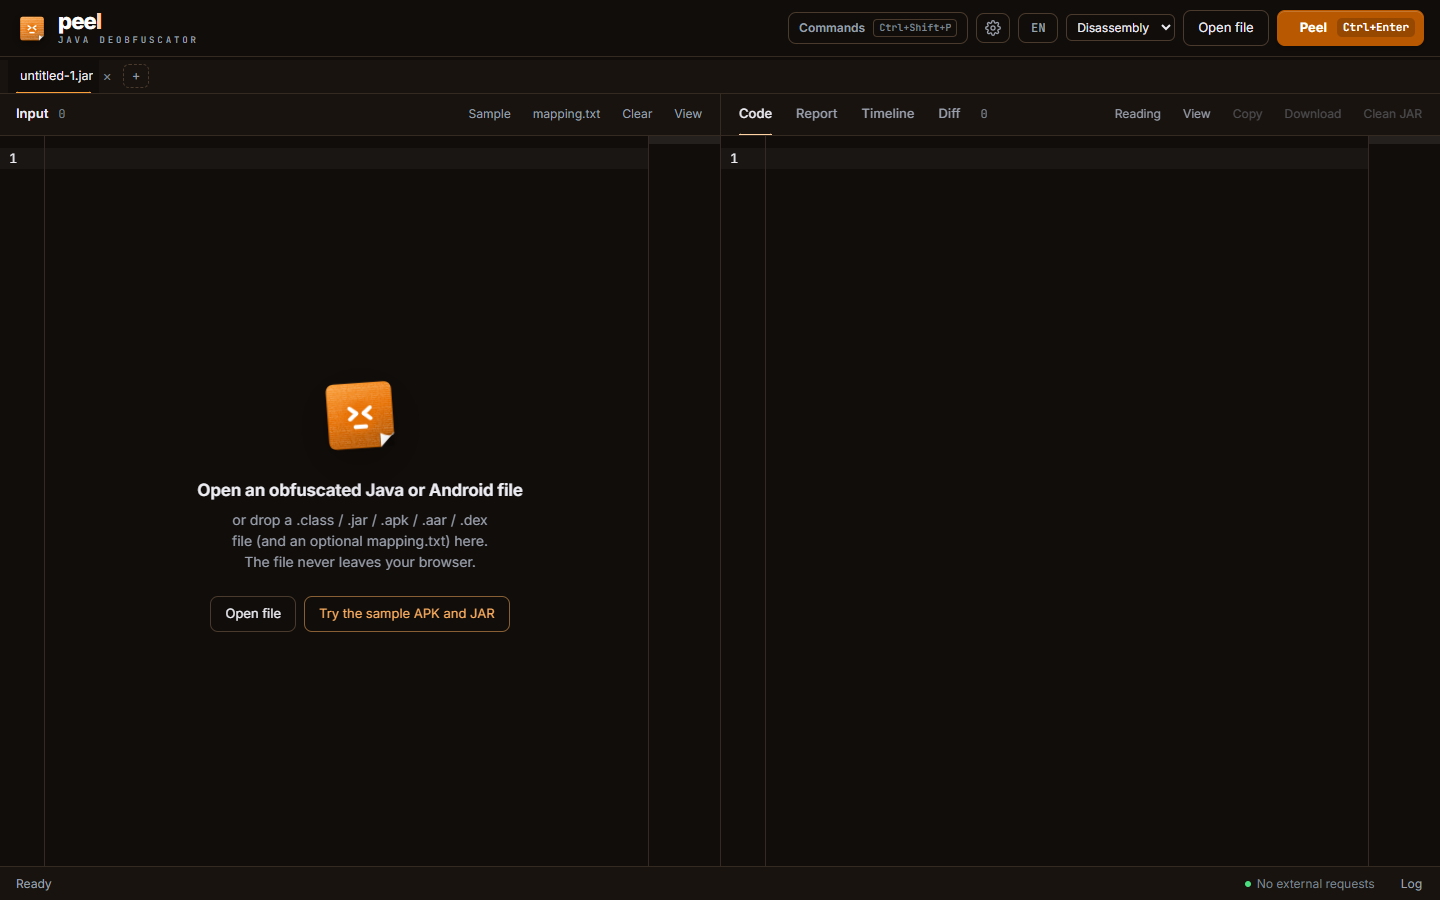 peel
JAVA DEOBFUSCATOR
Commands Ctrl+Shift+P
EN
Disassembly
Open file
Peel Ctrl+Enter
untitled-1.jar ×
+
Input 0
Sample
mapping.txt
Clear
View
Code
Report
Timeline
Diff 0
Reading
View
Copy
Download
Clean JAR
1
1
Open an obfuscated Java or Android file
or drop a .class / .jar / .apk / .aar / .dex
file (and an optional mapping.txt) here.
The file never leaves your browser.
Open file
Try the sample APK and JAR
Ready
No external requests
Log